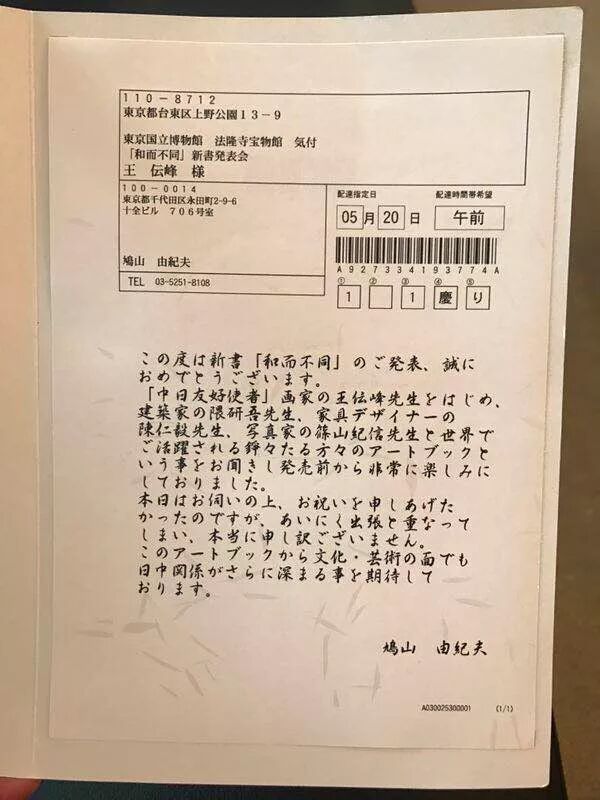 110-8712
東京都台東区上野公園13-9
東京国立博物館 法隆寺宝物館 気付
「和而不同」新書発表会
王 伝峰 様
100-0014
東京都千代田区永田町2-9-6
十全ビル 706号室
鳩山 由紀夫
TEL 03-5251-8108
配達指定日 配達時間帯希望
05月20日 午前
A92733419 3774A
① ② ③ ④ ⑤
1 1 慶 り
この度は新書「和而不同」のご発表、誠に
おめでとうございます。
「中日友好使者」画家の王伝峰先生をはじめ、
建築家の隈研吾先生、家具デザイナーの
陳仁毅先生、写真家の篠山紀信先生と世界で
ご活躍される錚々たる方々のアートブックと
いう事をお聞きし発売前から非常に楽しみに
しておりました。
本日はお伺いの上、お祝いを申しあげた
かったのですが、あいにく出張と重なって
しまい、本当に申し訳ございません。
このアートブックから文化・芸術の面でも
日中関係がさらに深まる事を期待して
おります。
鳩山 由紀夫
A030025300001 (1/1)